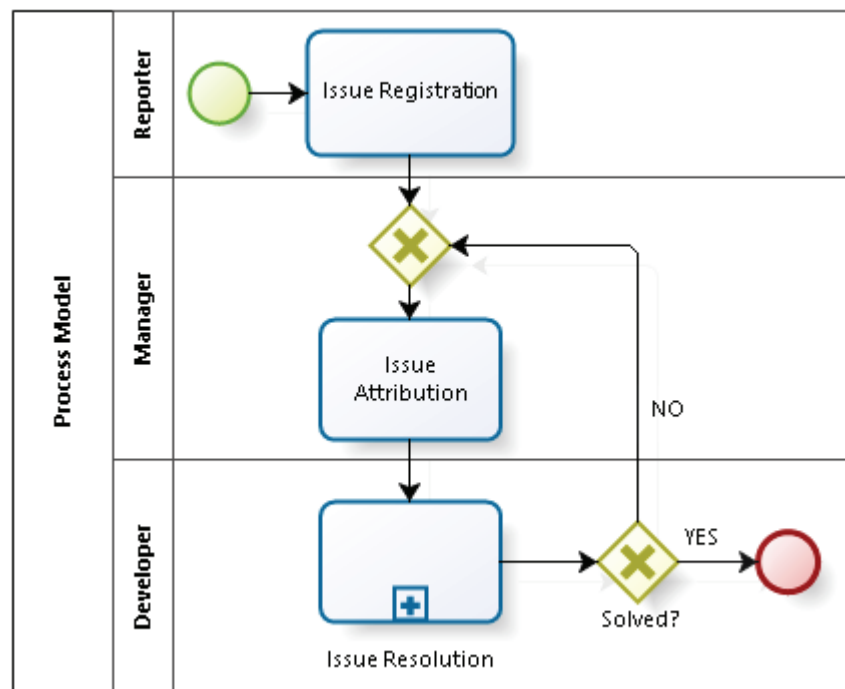 Process Model
Reporter
Issue Registration
Manager
Issue
Attribution
NO
Developer
YES
Solved?
Issue Resolution